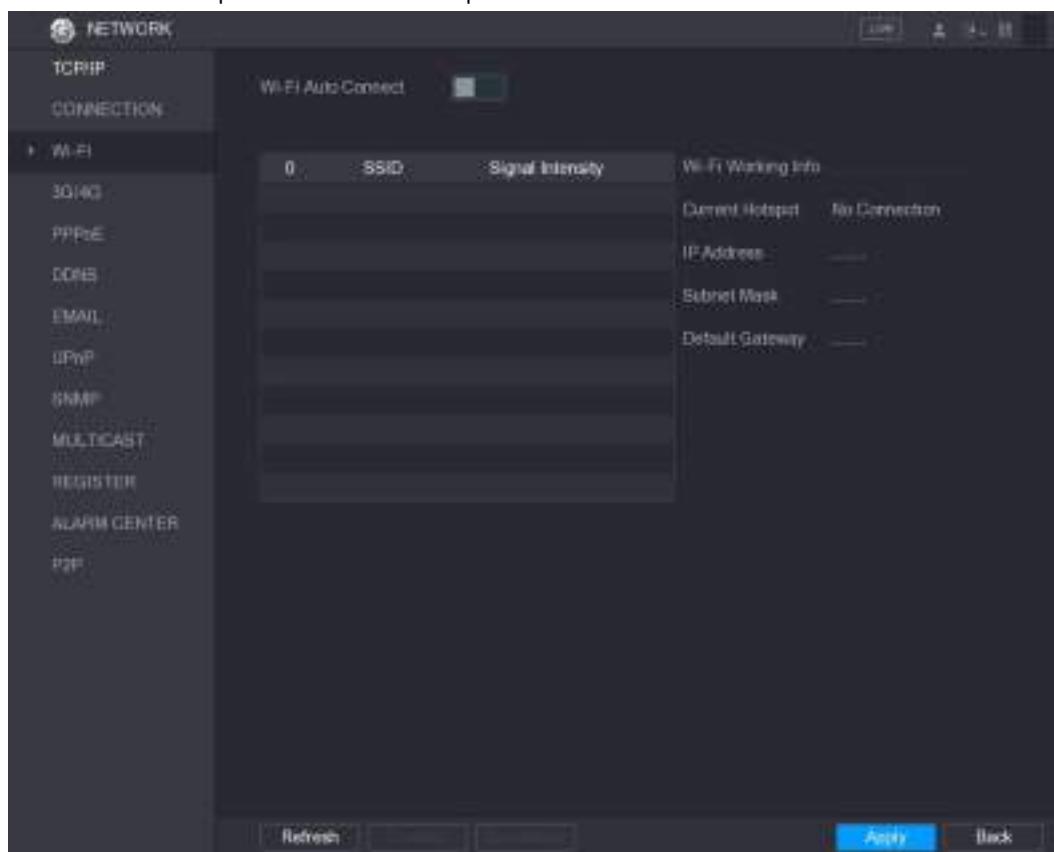 NETWORK
LIVE
TCP/IP
CONNECTION
WI-FI
3G/4G
PPPoE
DDNS
EMAIL
UPnP
SNMP
MULTICAST
REGISTER
ALARM CENTER
P2P
Wi-Fi Auto Connect
0 SSID Signal Intensity
Wi-Fi Working Info
Current Hotspot No Connection
IP Address
Subnet Mask
Default Gateway
Refresh
Apply Back